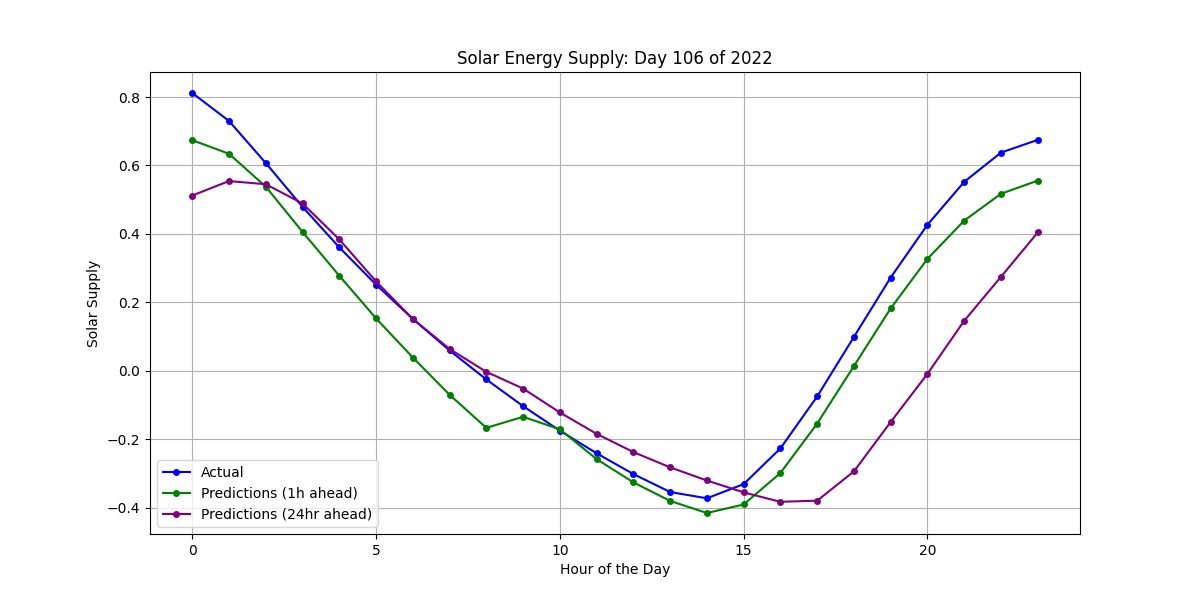 Solar Energy Supply: Day 106 of 2022
Solar Supply
0.8
0.6
0.4
0.2
0.0
−0.2
−0.4
Actual
Predictions (1h ahead)
Predictions (24hr ahead)
0 5 10 15 20
Hour of the Day